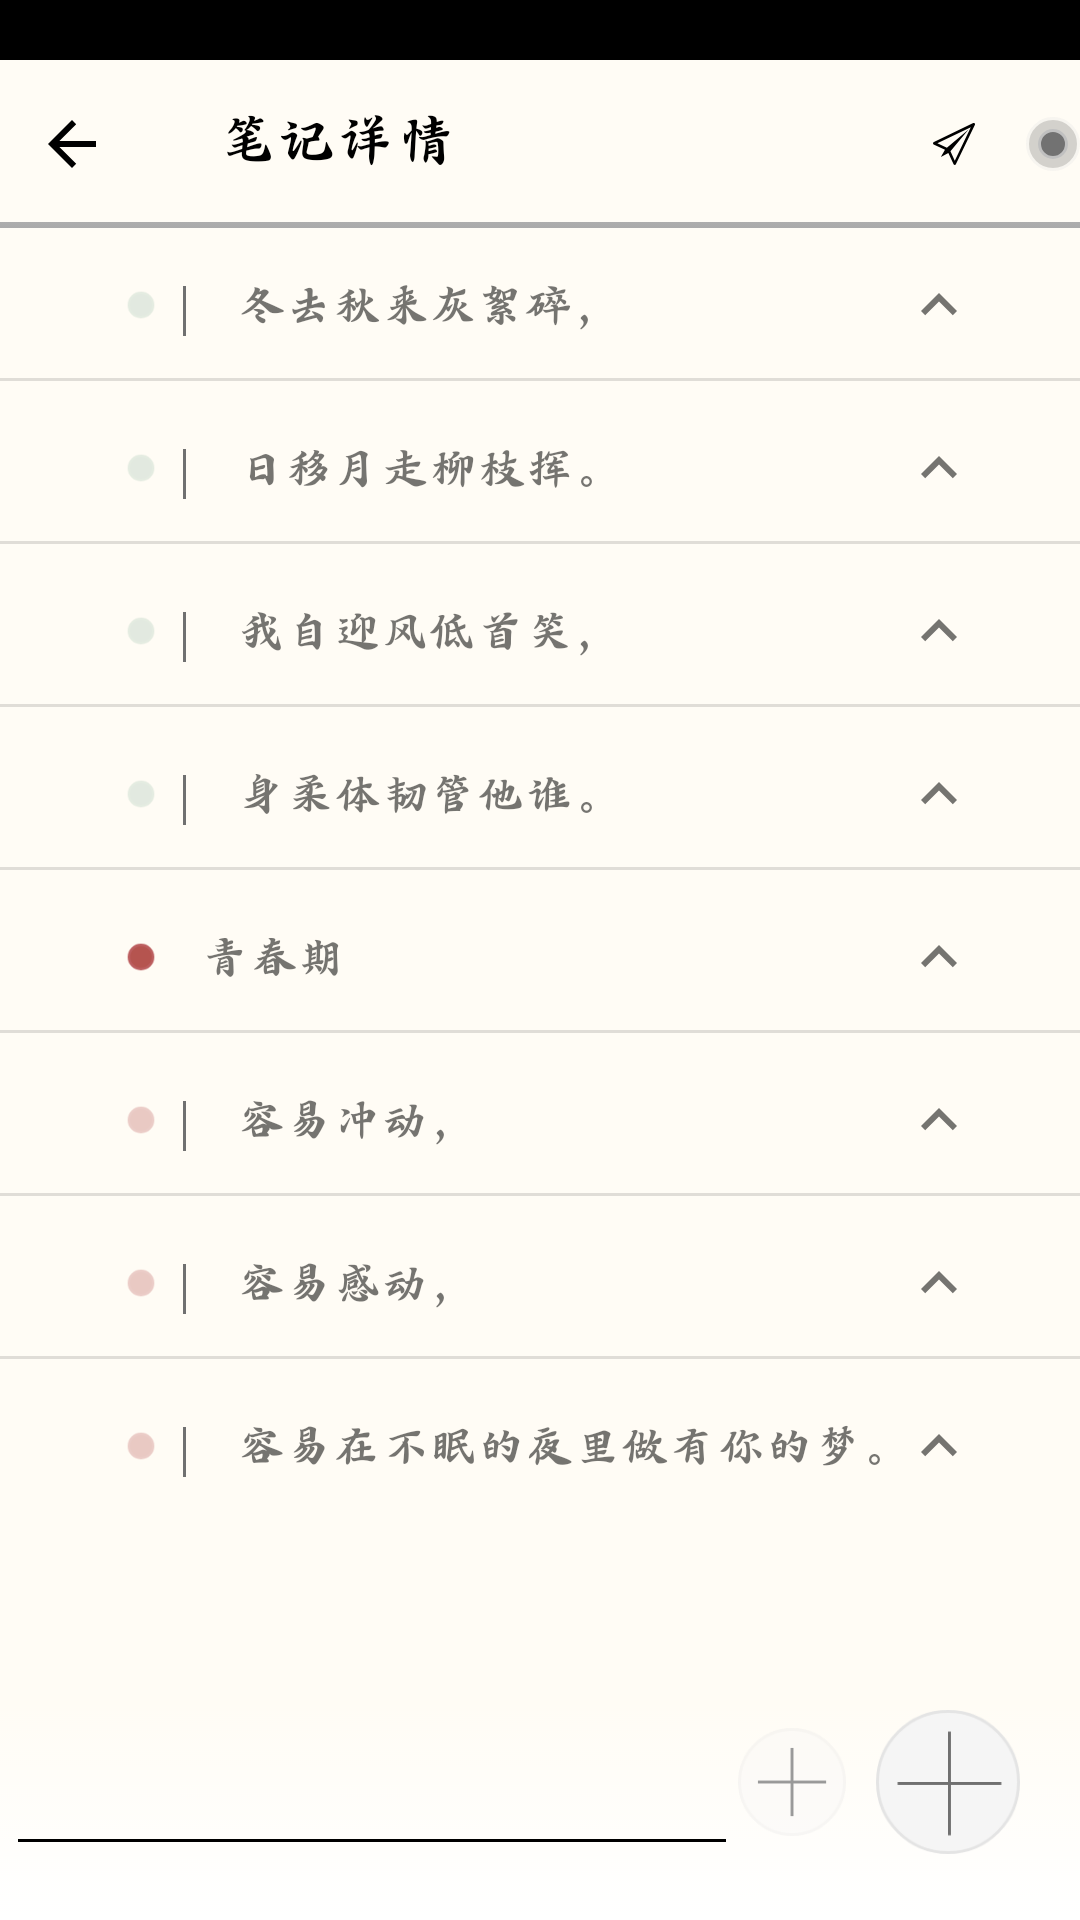 笔记详情
冬去秋来灰絮碎，
日移月走柳枝挥。
我自迎风低首笑，
身柔体韧管他谁。
青春期
容易冲动，
容易感动，
容易在不眠的夜里做有你的梦。